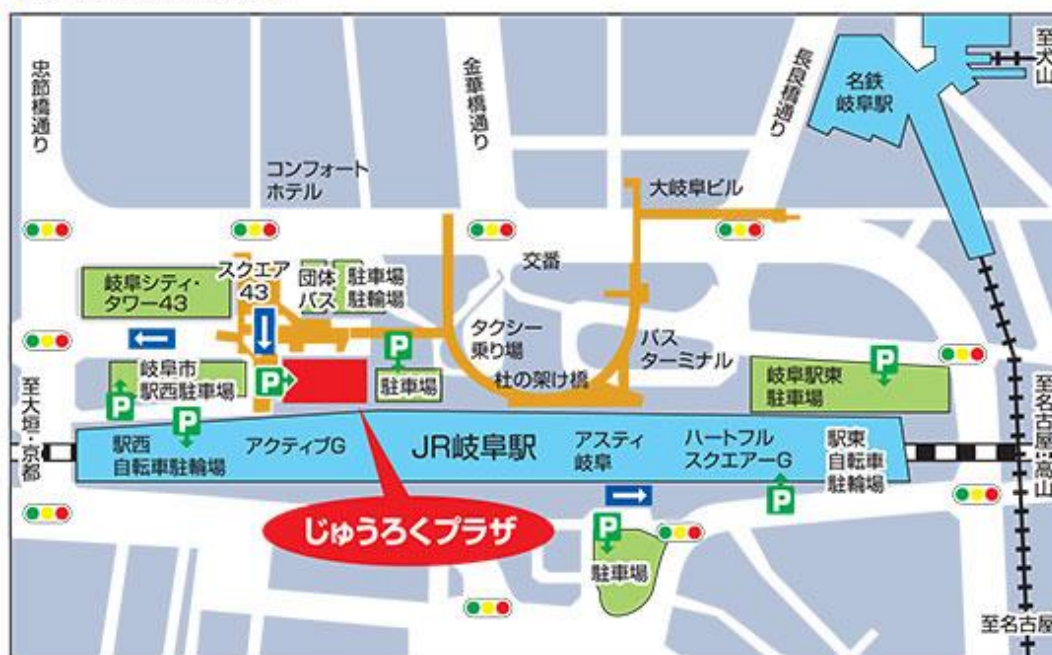 忠節橋通り
金華橋通り
長良橋通り
名鉄
岐阜駅
至犬山
コンフォート
ホテル
大岐阜ビル
岐阜シティ・
タワー43
スクエア
43
団体
バス
駐車場
駐輪場
交番
タクシー
乗り場
バス
ターミナル
杜の架け橋
岐阜市
駅西駐車場
P
P
P
駐車場
岐阜駅東
駐車場
P
至大垣・京都
至名古屋・高山
P
駅西
自転車駐輪場
アクティブG
JR岐阜駅
アスティ
岐阜
ハートフル
スクエアーG
駅東
自転車
駐輪場
P
じゅうろくプラザ
P
駐車場
至名古屋